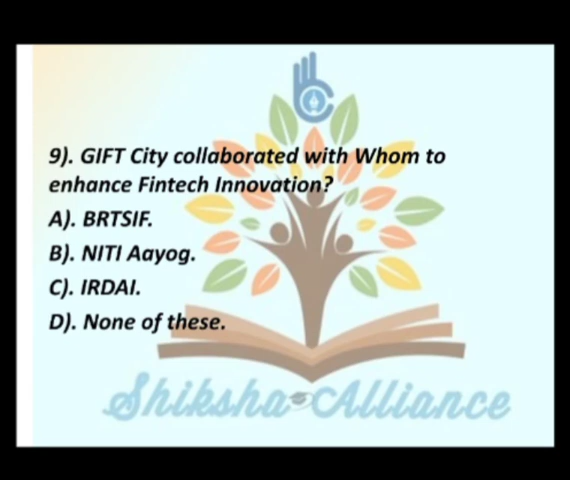 9). GIFT City collaborated with Whom to
enhance Fintech Innovation?
A). BRTSIF.
B). NITI Aayog.
C). IRDAI.
D). None of these.
Shiksha Alliance